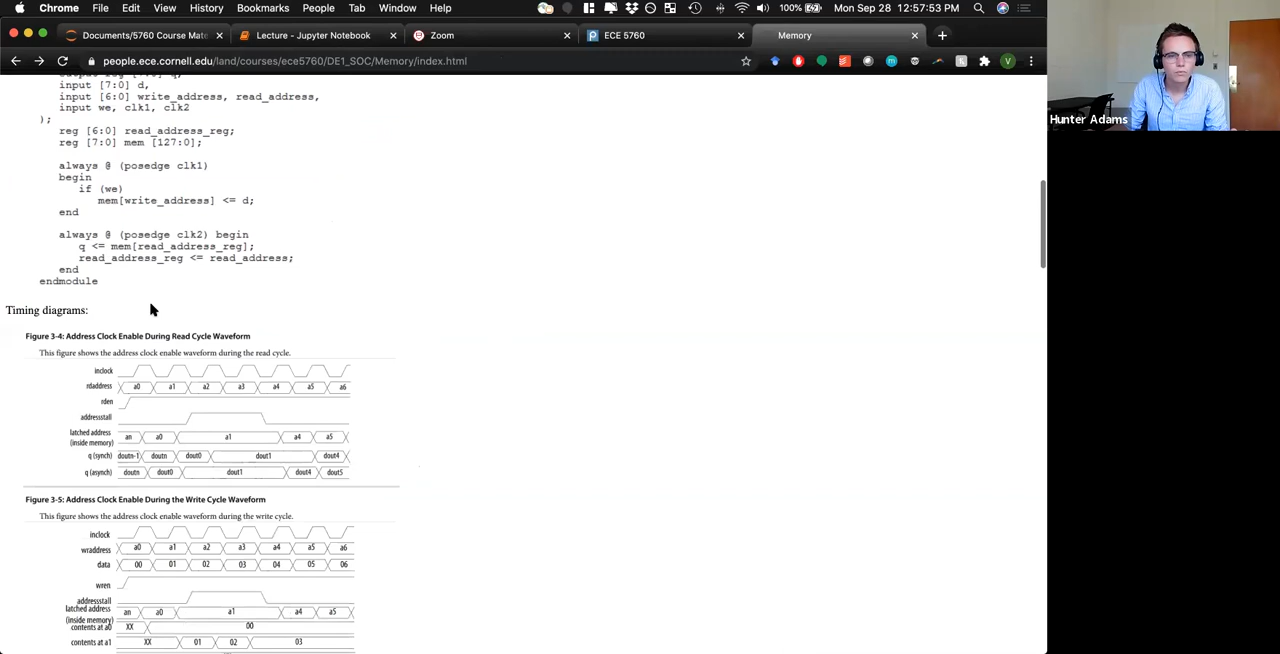 Chrome File Edit View History Bookmarks People Tab Window Help 100% Mon Sep 28 12:57:53 PM
Documents/5760 Course Mat × Lecture - Jupyter Notebook × Zoom × ECE 5760 × Memory × +
people.ece.cornell.edu/land/courses/ece5760/DE1_SOC/Memory/index.html V
Hunter Adams
output reg [7:0] q,
input [7:0] d,
input [6:0] write_address, read_address,
input we, clk1, clk2
);
reg [6:0] read_address_reg;
reg [7:0] mem [127:0];
always @ (posedge clk1)
begin
if (we)
mem[write_address] <= d;
end
always @ (posedge clk2) begin
q <= mem[read_address_reg];
read_address_reg <= read_address;
end
endmodule
Timing diagrams:
Figure 3-4: Address Clock Enable During Read Cycle Waveform
This figure shows the address clock enable waveform during the read cycle.
inclock
rdaddress a0 a1 a2 a3 a4 a5 a6
rden
addressstall
latched address
(inside memory) an a0 a1 a4 a5
q (synch) doutn-1 doutn dout0 dout1 dout4
q (asynch) doutn dout0 dout1 dout4 dout5
Figure 3-5: Address Clock Enable During the Write Cycle Waveform
This figure shows the address clock enable waveform during the write cycle.
inclock
wraddress a0 a1 a2 a3 a4 a5 a6
data 00 01 02 03 04 05 06
wren
addressstall
latched address
(inside memory) an a0 a1 a4 a5
contents at a0 XX 00
contents at a1 XX 01 02 03